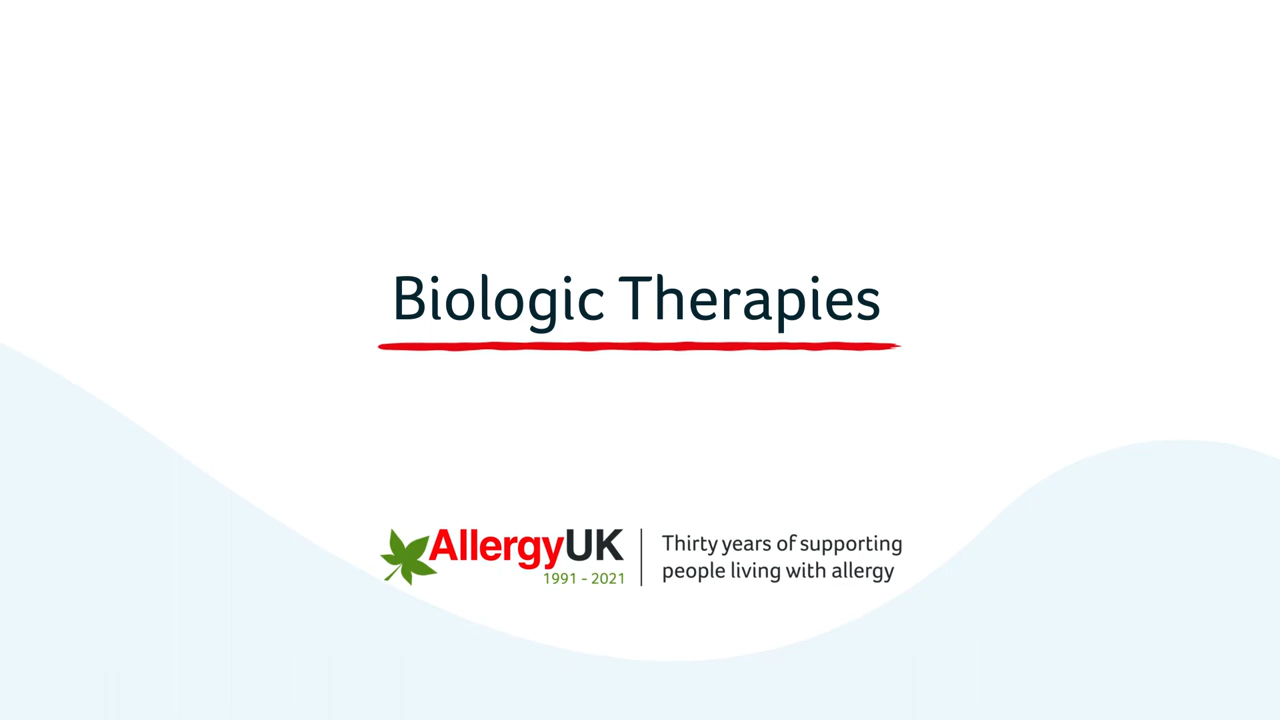 Biologic Therapies
AllergyUK
1991 - 2021
Thirty years of supporting
people living with allergy